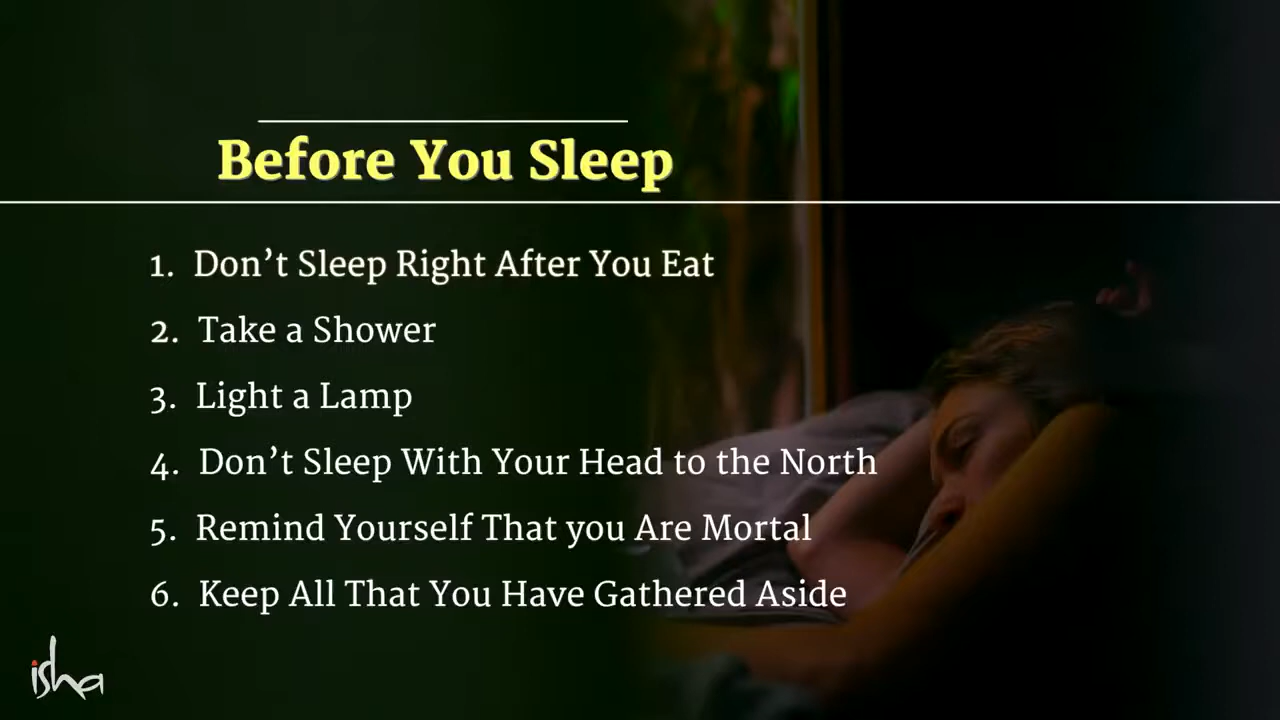 Before You Sleep
1. Don’t Sleep Right After You Eat
2. Take a Shower
3. Light a Lamp
4. Don’t Sleep With Your Head to the North
5. Remind Yourself That you Are Mortal
6. Keep All That You Have Gathered Aside
isha